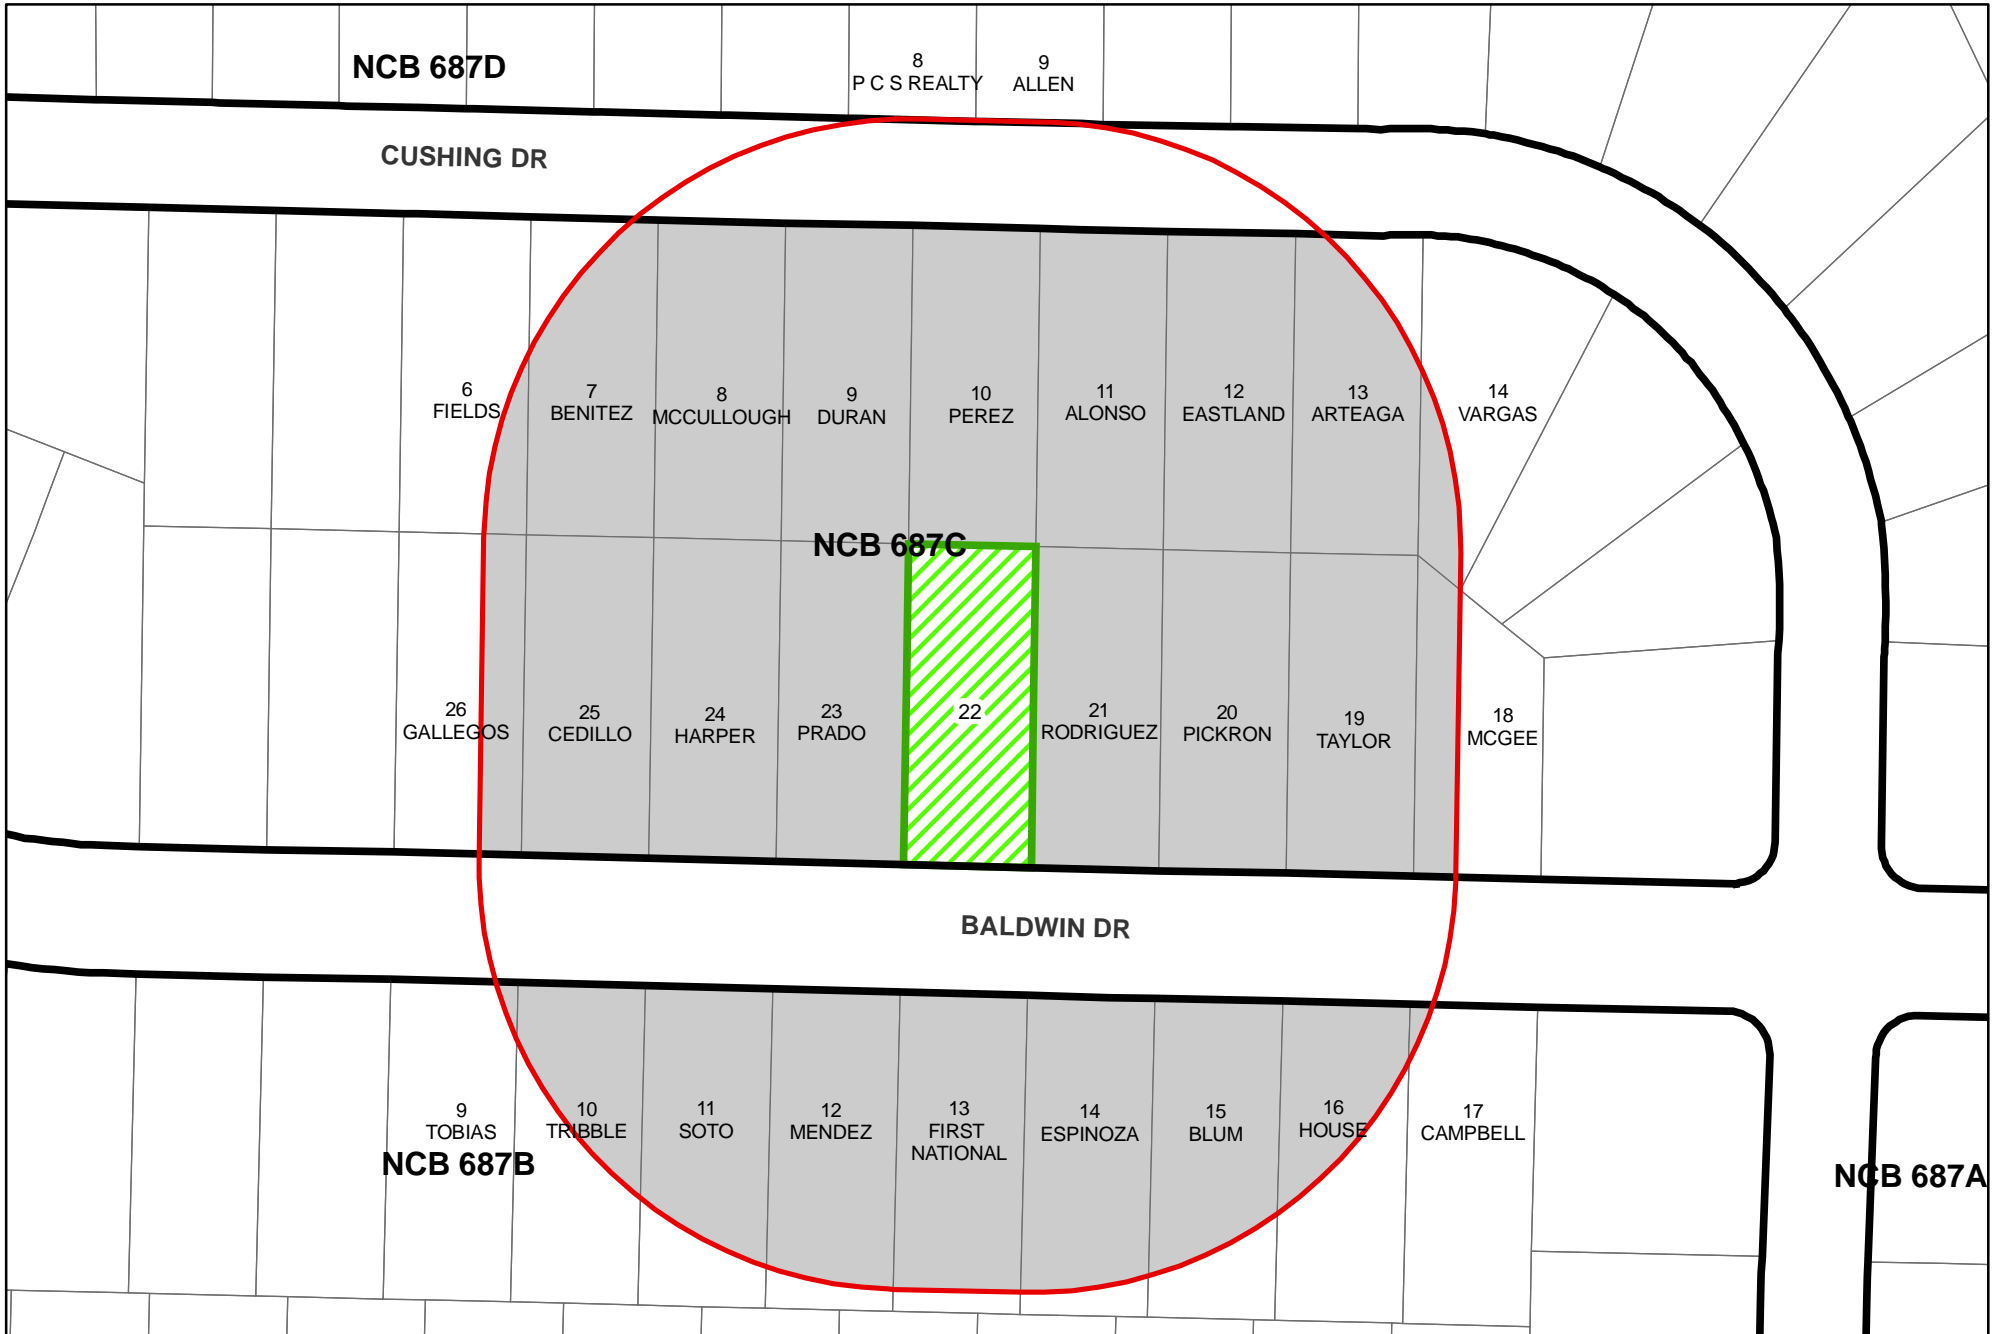 NCB 687D
8
P C S REALTY
9
ALLEN
CUSHING DR
6
FIELDS
7
BENITEZ
8
MCCULLOUGH
9
DURAN
10
PEREZ
11
ALONSO
12
EASTLAND
13
ARTEAGA
14
VARGAS
NCB 687C
26
GALLEGOS
25
CEDILLO
24
HARPER
23
PRADO
22
21
RODRIGUEZ
20
PICKRON
19
TAYLOR
18
MCGEE
BALDWIN DR
9
TOBIAS
NCB 687B
10
TRIBBLE
11
SOTO
12
MENDEZ
13
FIRST
NATIONAL
14
ESPINOZA
15
BLUM
16
HOUSE
17
CAMPBELL
NCB 687A